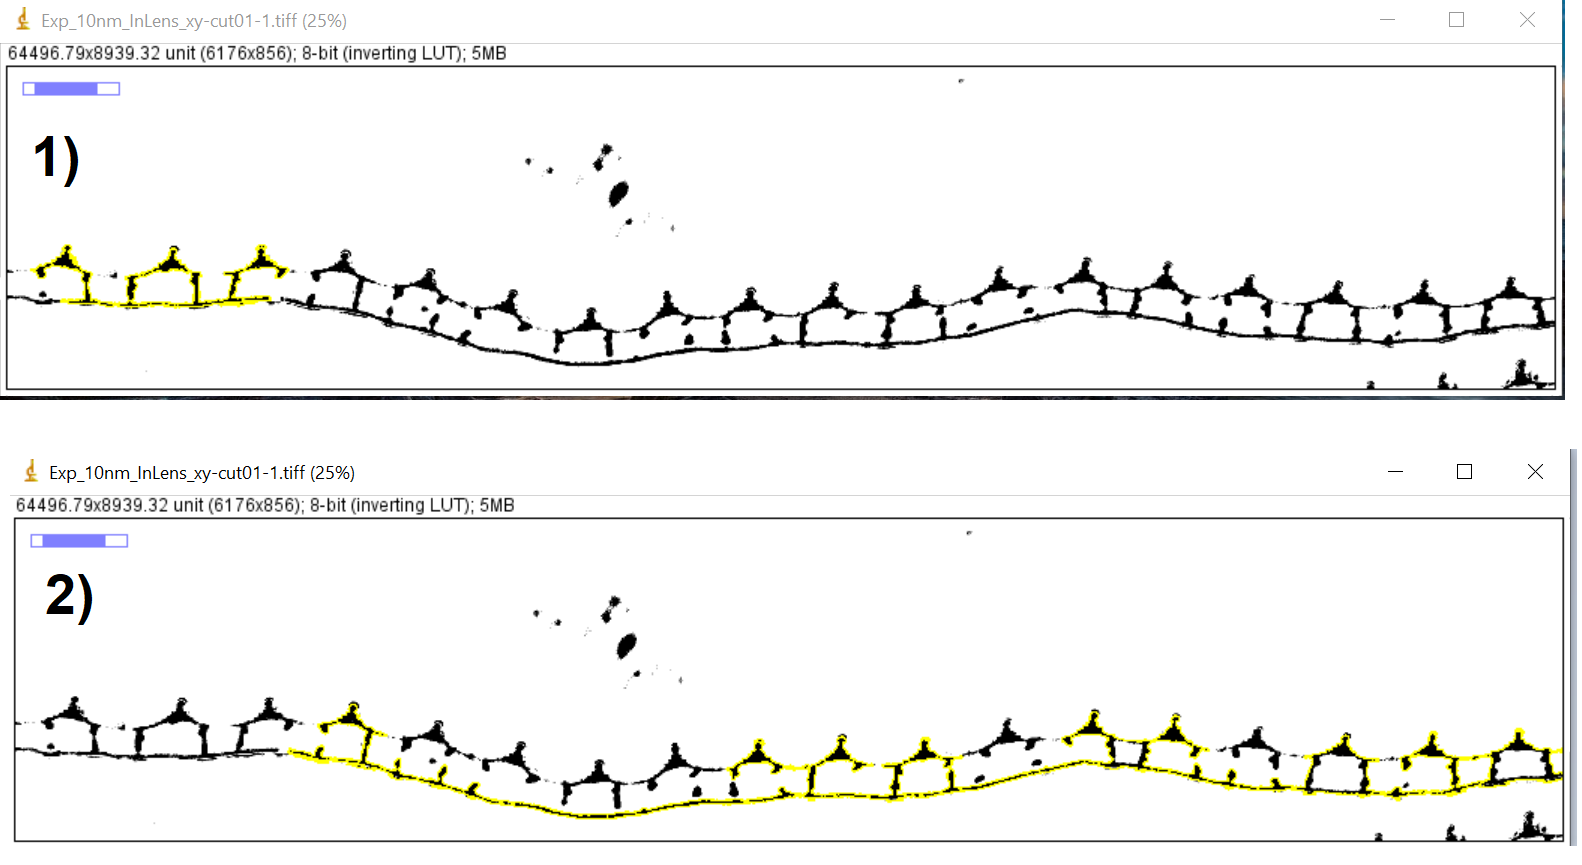 Exp_10nm_InLens_xy-cut01-1.tiff (25%)
64496.79x8939.32 unit (6176x856); 8-bit (inverting LUT); 5MB
1)
Exp_10nm_InLens_xy-cut01-1.tiff (25%)
64496.79x8939.32 unit (6176x856); 8-bit (inverting LUT); 5MB
2)